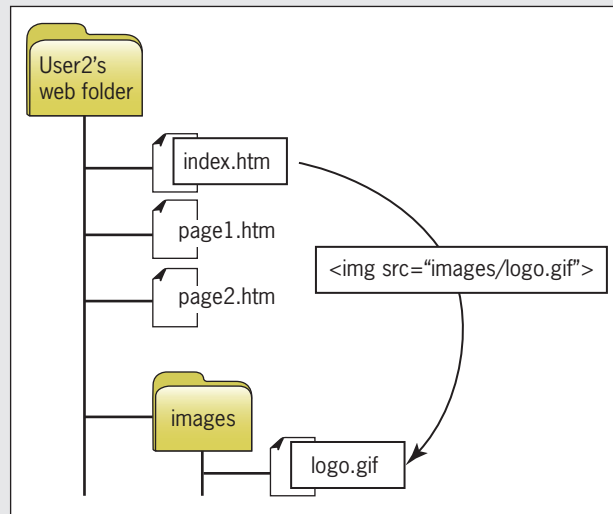 User2's
web folder
index.htm
page1.htm
<img src=“images/logo.gif”>
page2.htm
images
logo.gif